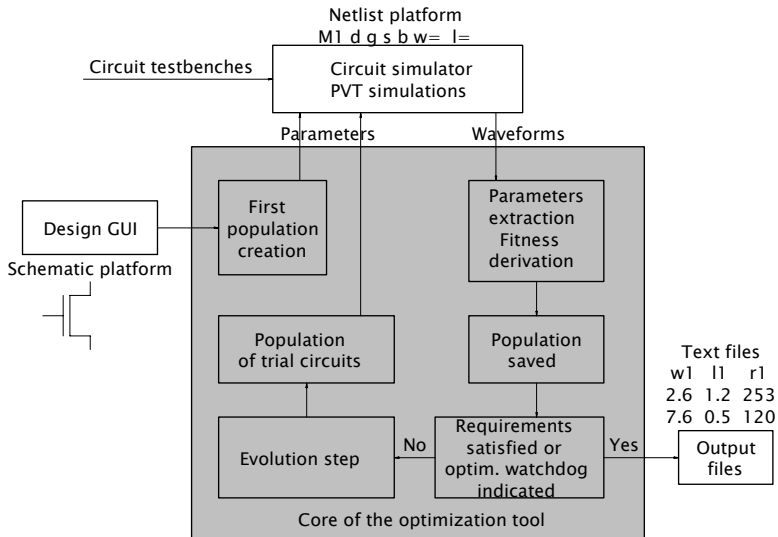 Netlist platform
M1 d g s b w= l=
Circuit testbenches
Circuit simulator
PVT simulations
Parameters
Waveforms
First
population
creation
Parameters
extraction
Fitness
derivation
Design GUI
Schematic platform
Population
of trial circuits
Population
saved
Text files
w1 l1 r1
2.6 1.2 253
7.6 0.5 120
Evolution step
No
Requirements
satisfied or
optim. watchdog
indicated
Yes
Output
files
Core of the optimization tool